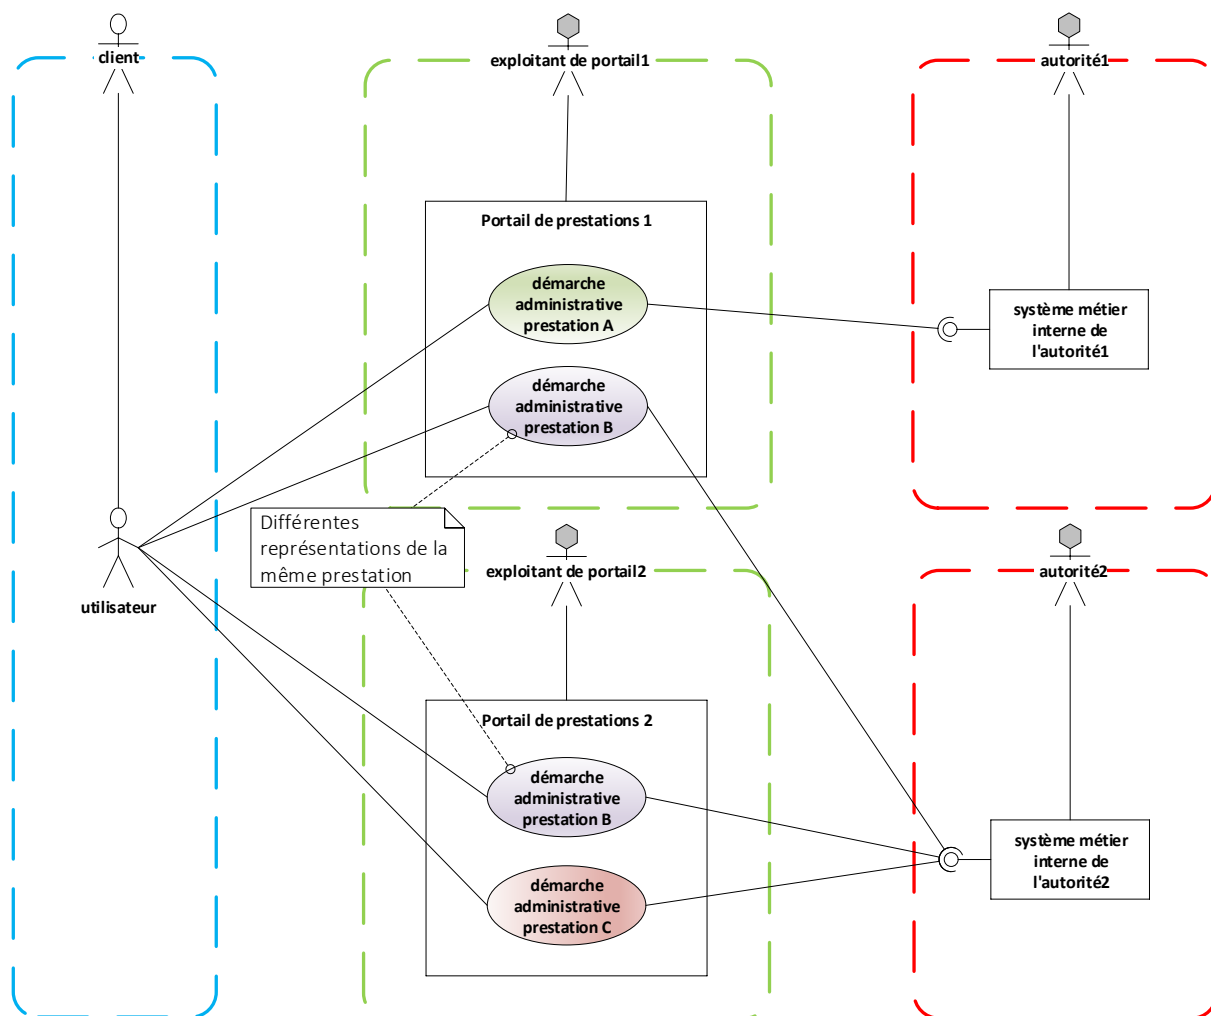 client
exploitant de portail1
autorité1
Portail de prestations 1
démarche
administrative
prestation A
système métier
interne de
l'autorité1
démarche
administrative
prestation B
Différentes
représentations de la
même prestation
utilisateur
exploitant de portail2
autorité2
Portail de prestations 2
démarche
administrative
prestation B
système métier
interne de
l'autorité2
démarche
administrative
prestation C